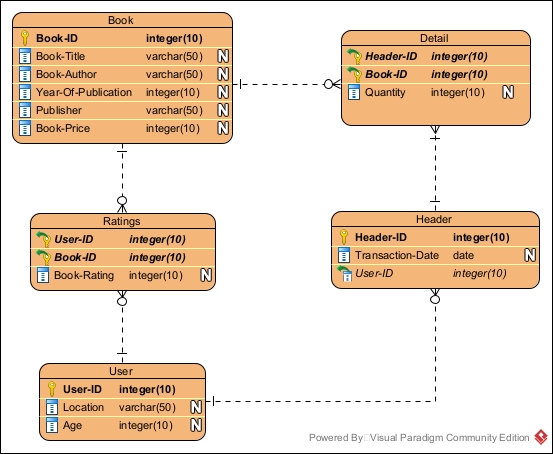 Book
Book-ID integer(10)
Book-Title varchar(50) N
Book-Author varchar(50) N
Year-Of-Publication integer(10) N
Publisher varchar(50) N
Book-Price integer(10) N
Detail
Header-ID integer(10)
Book-ID integer(10)
Quantity integer(10) N
Ratings
User-ID integer(10)
Book-ID integer(10)
Book-Rating integer(10) N
Header
Header-ID integer(10)
Transaction-Date date N
User-ID integer(10)
User
User-ID integer(10)
Location varchar(50) N
Age integer(10) N
Powered By Visual Paradigm Community Edition